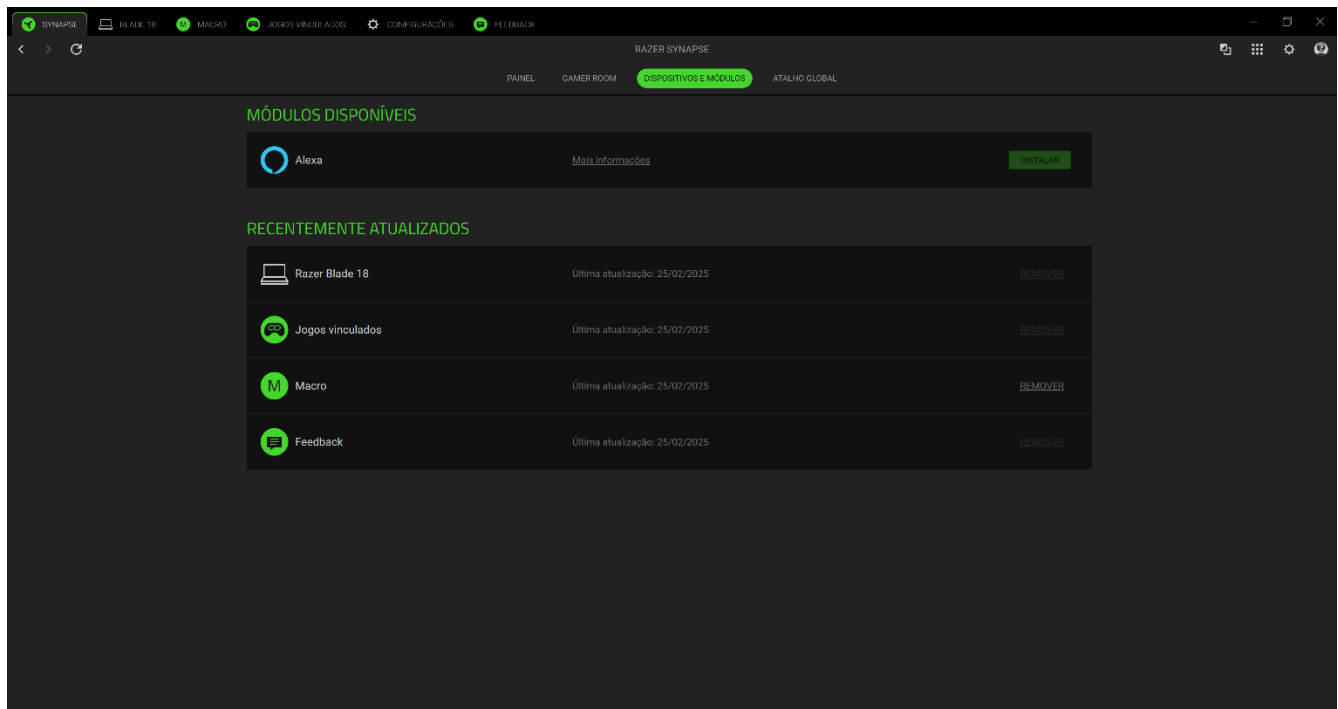 SYNAPSE BLADE 18 M MACRO JOGOS VINCULADOS CONFIGURAÇÕES FEEDBACK
RAZER SYNAPSE
PAINEL GAMER ROOM DISPOSITIVOS E MÓDULOS ATALHO GLOBAL
MÓDULOS DISPONÍVEIS
Alexa Mais informações INSTALAR
RECENTEMENTE ATUALIZADOS
Razer Blade 18 Última atualização: 25/02/2025 REMOVER
Jogos vinculados Última atualização: 25/02/2025 REMOVER
M Macro Última atualização: 25/02/2025 REMOVER
Feedback Última atualização: 25/02/2025 REMOVER